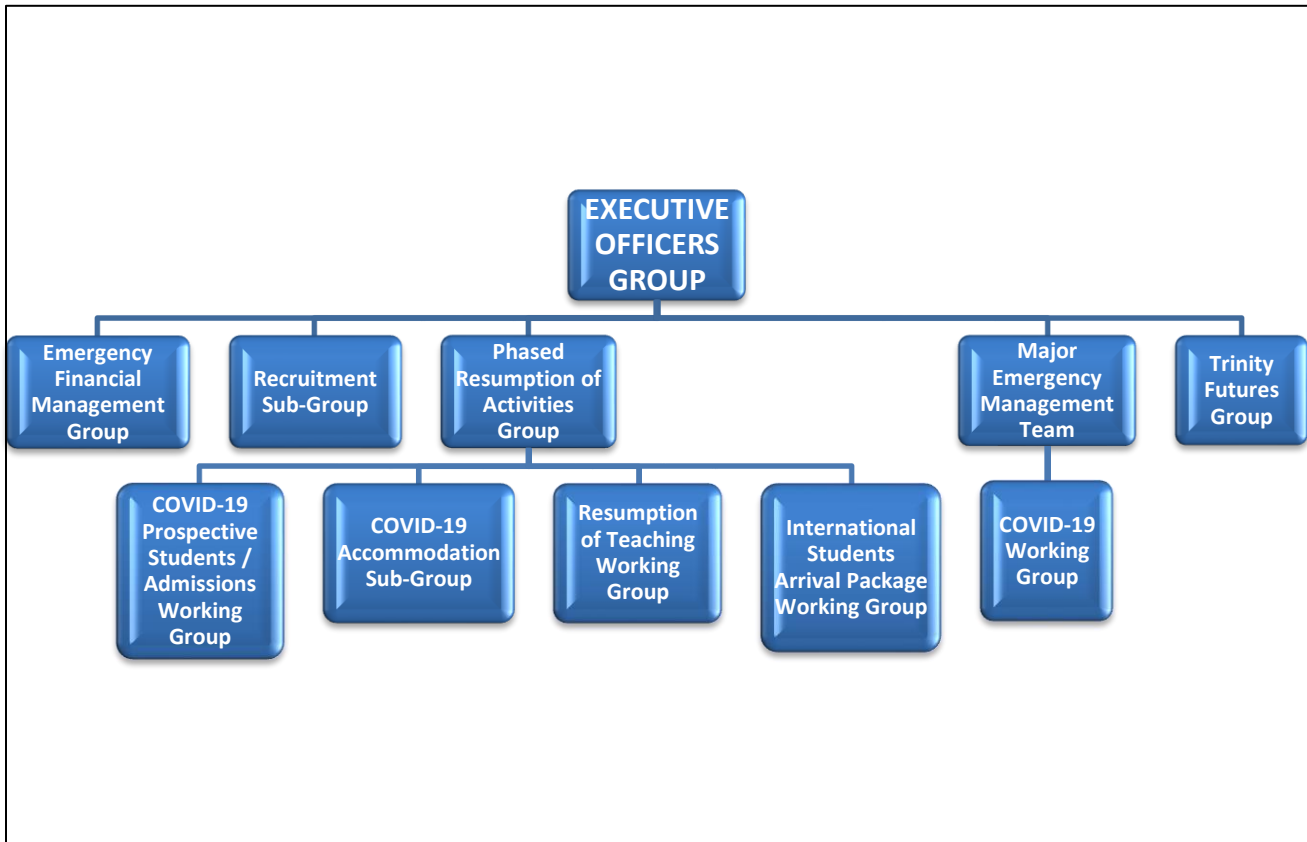 EXECUTIVE
OFFICERS
GROUP
Emergency
Financial
Management
Group
Recruitment
Sub-Group
Phased
Resumption of
Activities
Group
Major
Emergency
Management
Team
Trinity
Futures
Group
COVID-19
Prospective
Students /
Admissions
Working
Group
COVID-19
Accommodation
Sub-Group
Resumption
of Teaching
Working
Group
International
Students
Arrival Package
Working Group
COVID-19
Working
Group